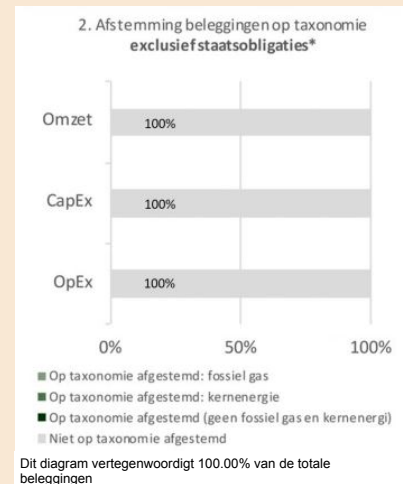 2. Afstemming beleggingen op taxonomie
exclusief staatsobligaties*
Omzet
100%
CapEx
100%
OpEx
100%
0% 50% 100%
Op taxonomie afgestemd: fossiel gas
Op taxonomie afgestemd: kernenergie
Op taxonomie afgestemd (geen fossiel gas en kernenergi)
Niet op taxonomie afgestemd
Dit diagram vertegenwoordigt 100.00% van de totale
beleggingen